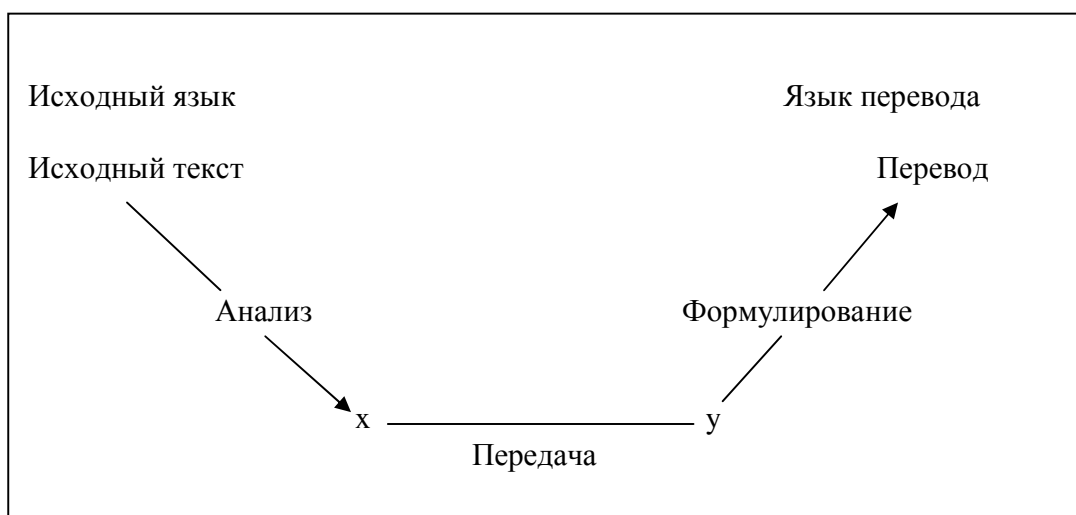 Исходный язык Язык перевода
Исходный текст Перевод
Анализ Формулирование
x y
Передача